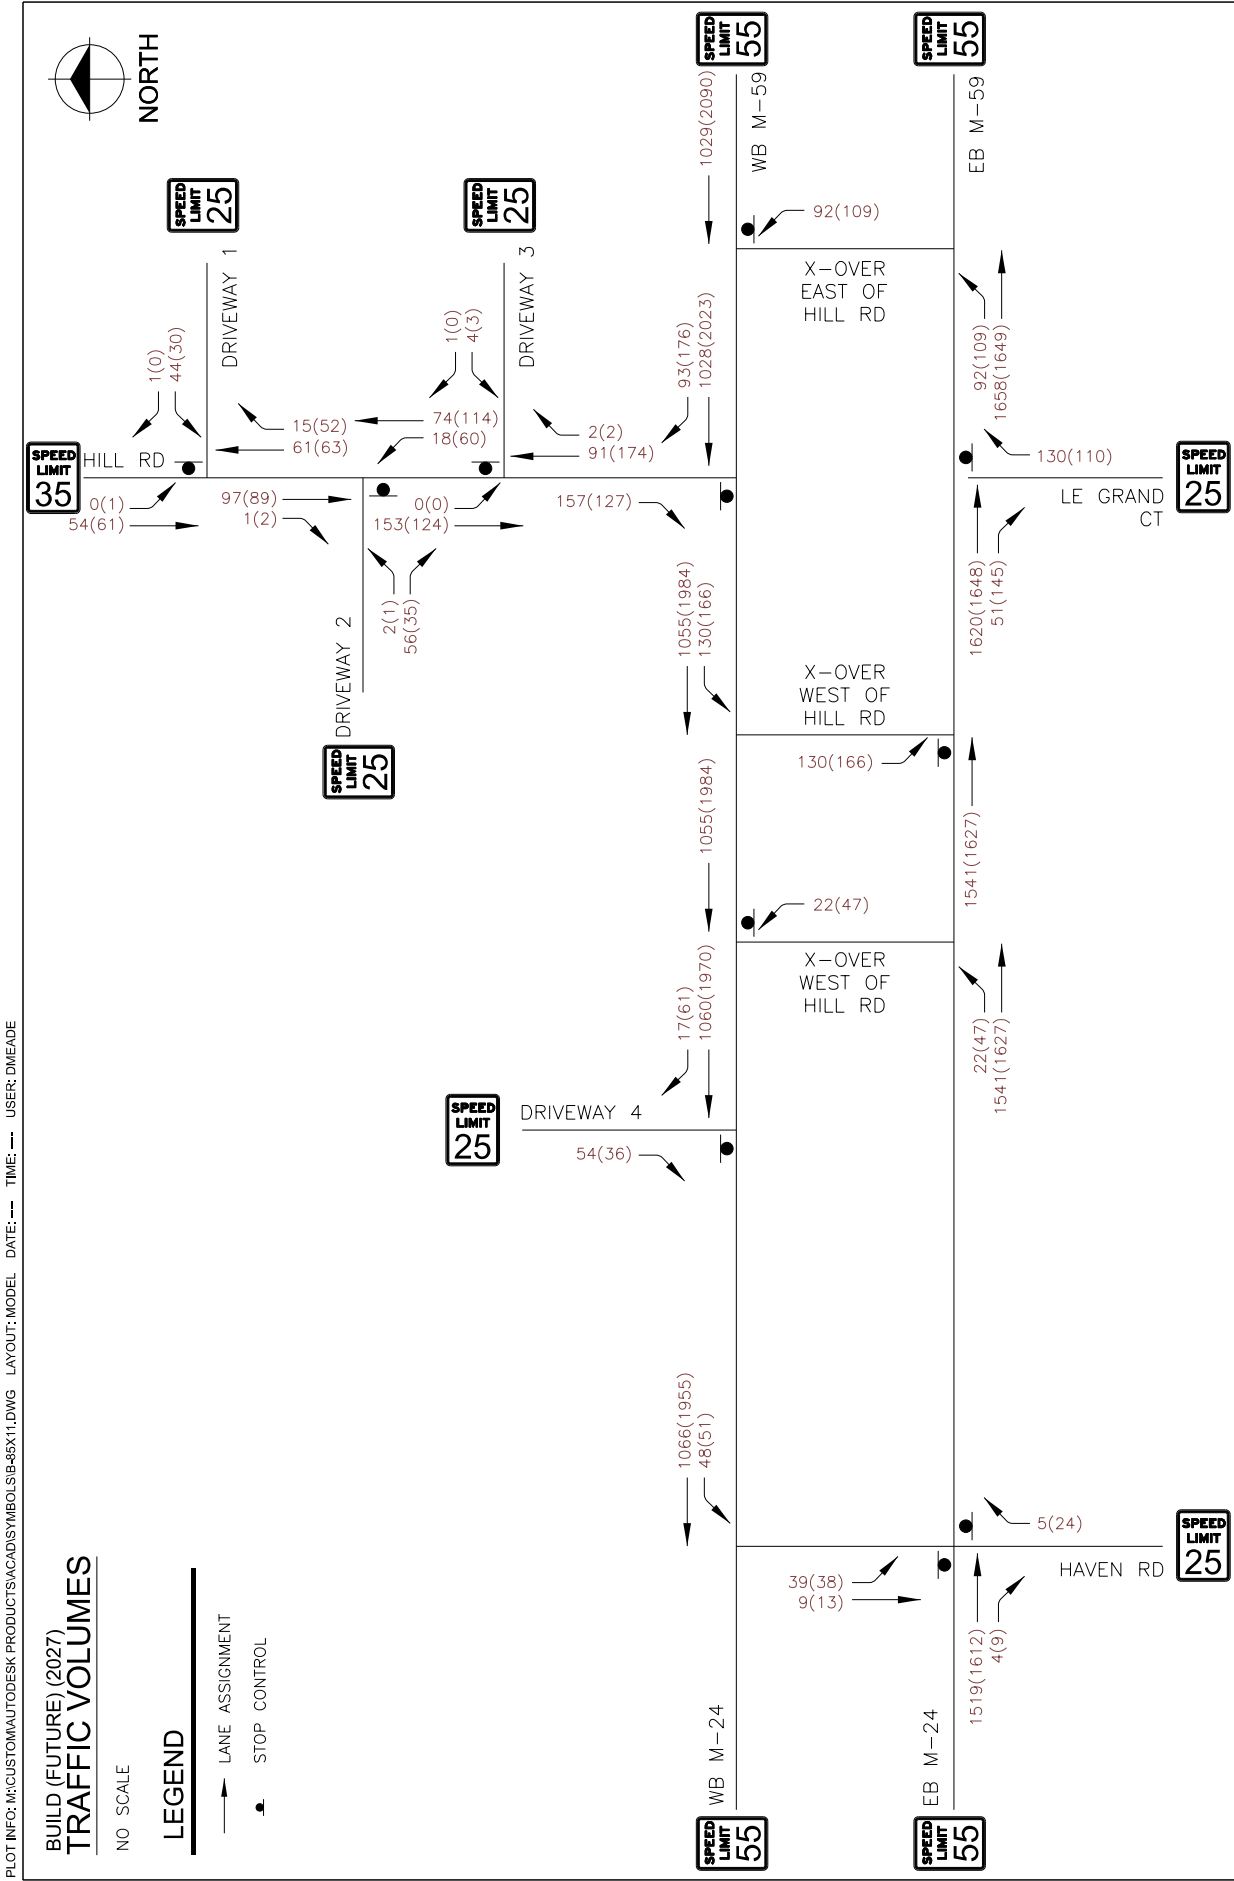 PLOT INFO: M:\CUSTOM\AUTODESK PRODUCTS\ACAD\SYMBOLS\B-85X11.DWG LAYOUT: MODEL DATE: -- TIME: --- USER: DMEADE
BUILD (FUTURE) (2027)
TRAFFIC VOLUMES
NO SCALE
LEGEND
LANE ASSIGNMENT
STOP CONTROL
NORTH
SPEED
LIMIT
35
HILL RD
0(1)
54(61)
1(0)
44(30)
SPEED
LIMIT
25
DRIVEWAY 1
15(52)
61(63)
97(89)
1(2)
74(114)
18(60)
2(1)
56(35)
DRIVEWAY 2
SPEED
LIMIT
25
0(0)
153(124)
1(0)
4(3)
SPEED
LIMIT
25
DRIVEWAY 3
2(2)
91(174)
157(127)
93(176)
1028(2023)
1029(2090)
SPEED
LIMIT
55
WB M-59
92(109)
X-OVER
EAST OF
HILL RD
SPEED
LIMIT
55
EB M-59
92(109)
1658(1649)
130(110)
LE GRAND
CT
SPEED
LIMIT
25
1620(1648)
51(145)
1055(1984)
130(166)
X-OVER
WEST OF
HILL RD
130(166)
1541(1627)
1055(1984)
22(47)
X-OVER
WEST OF
HILL RD
22(47)
1541(1627)
17(61)
1060(1970)
SPEED
LIMIT
25
DRIVEWAY 4
54(36)
1066(1955)
48(51)
5(24)
39(38)
9(13)
HAVEN RD
SPEED
LIMIT
25
1519(1612)
4(9)
WB M-24
SPEED
LIMIT
55
EB M-24
SPEED
LIMIT
55